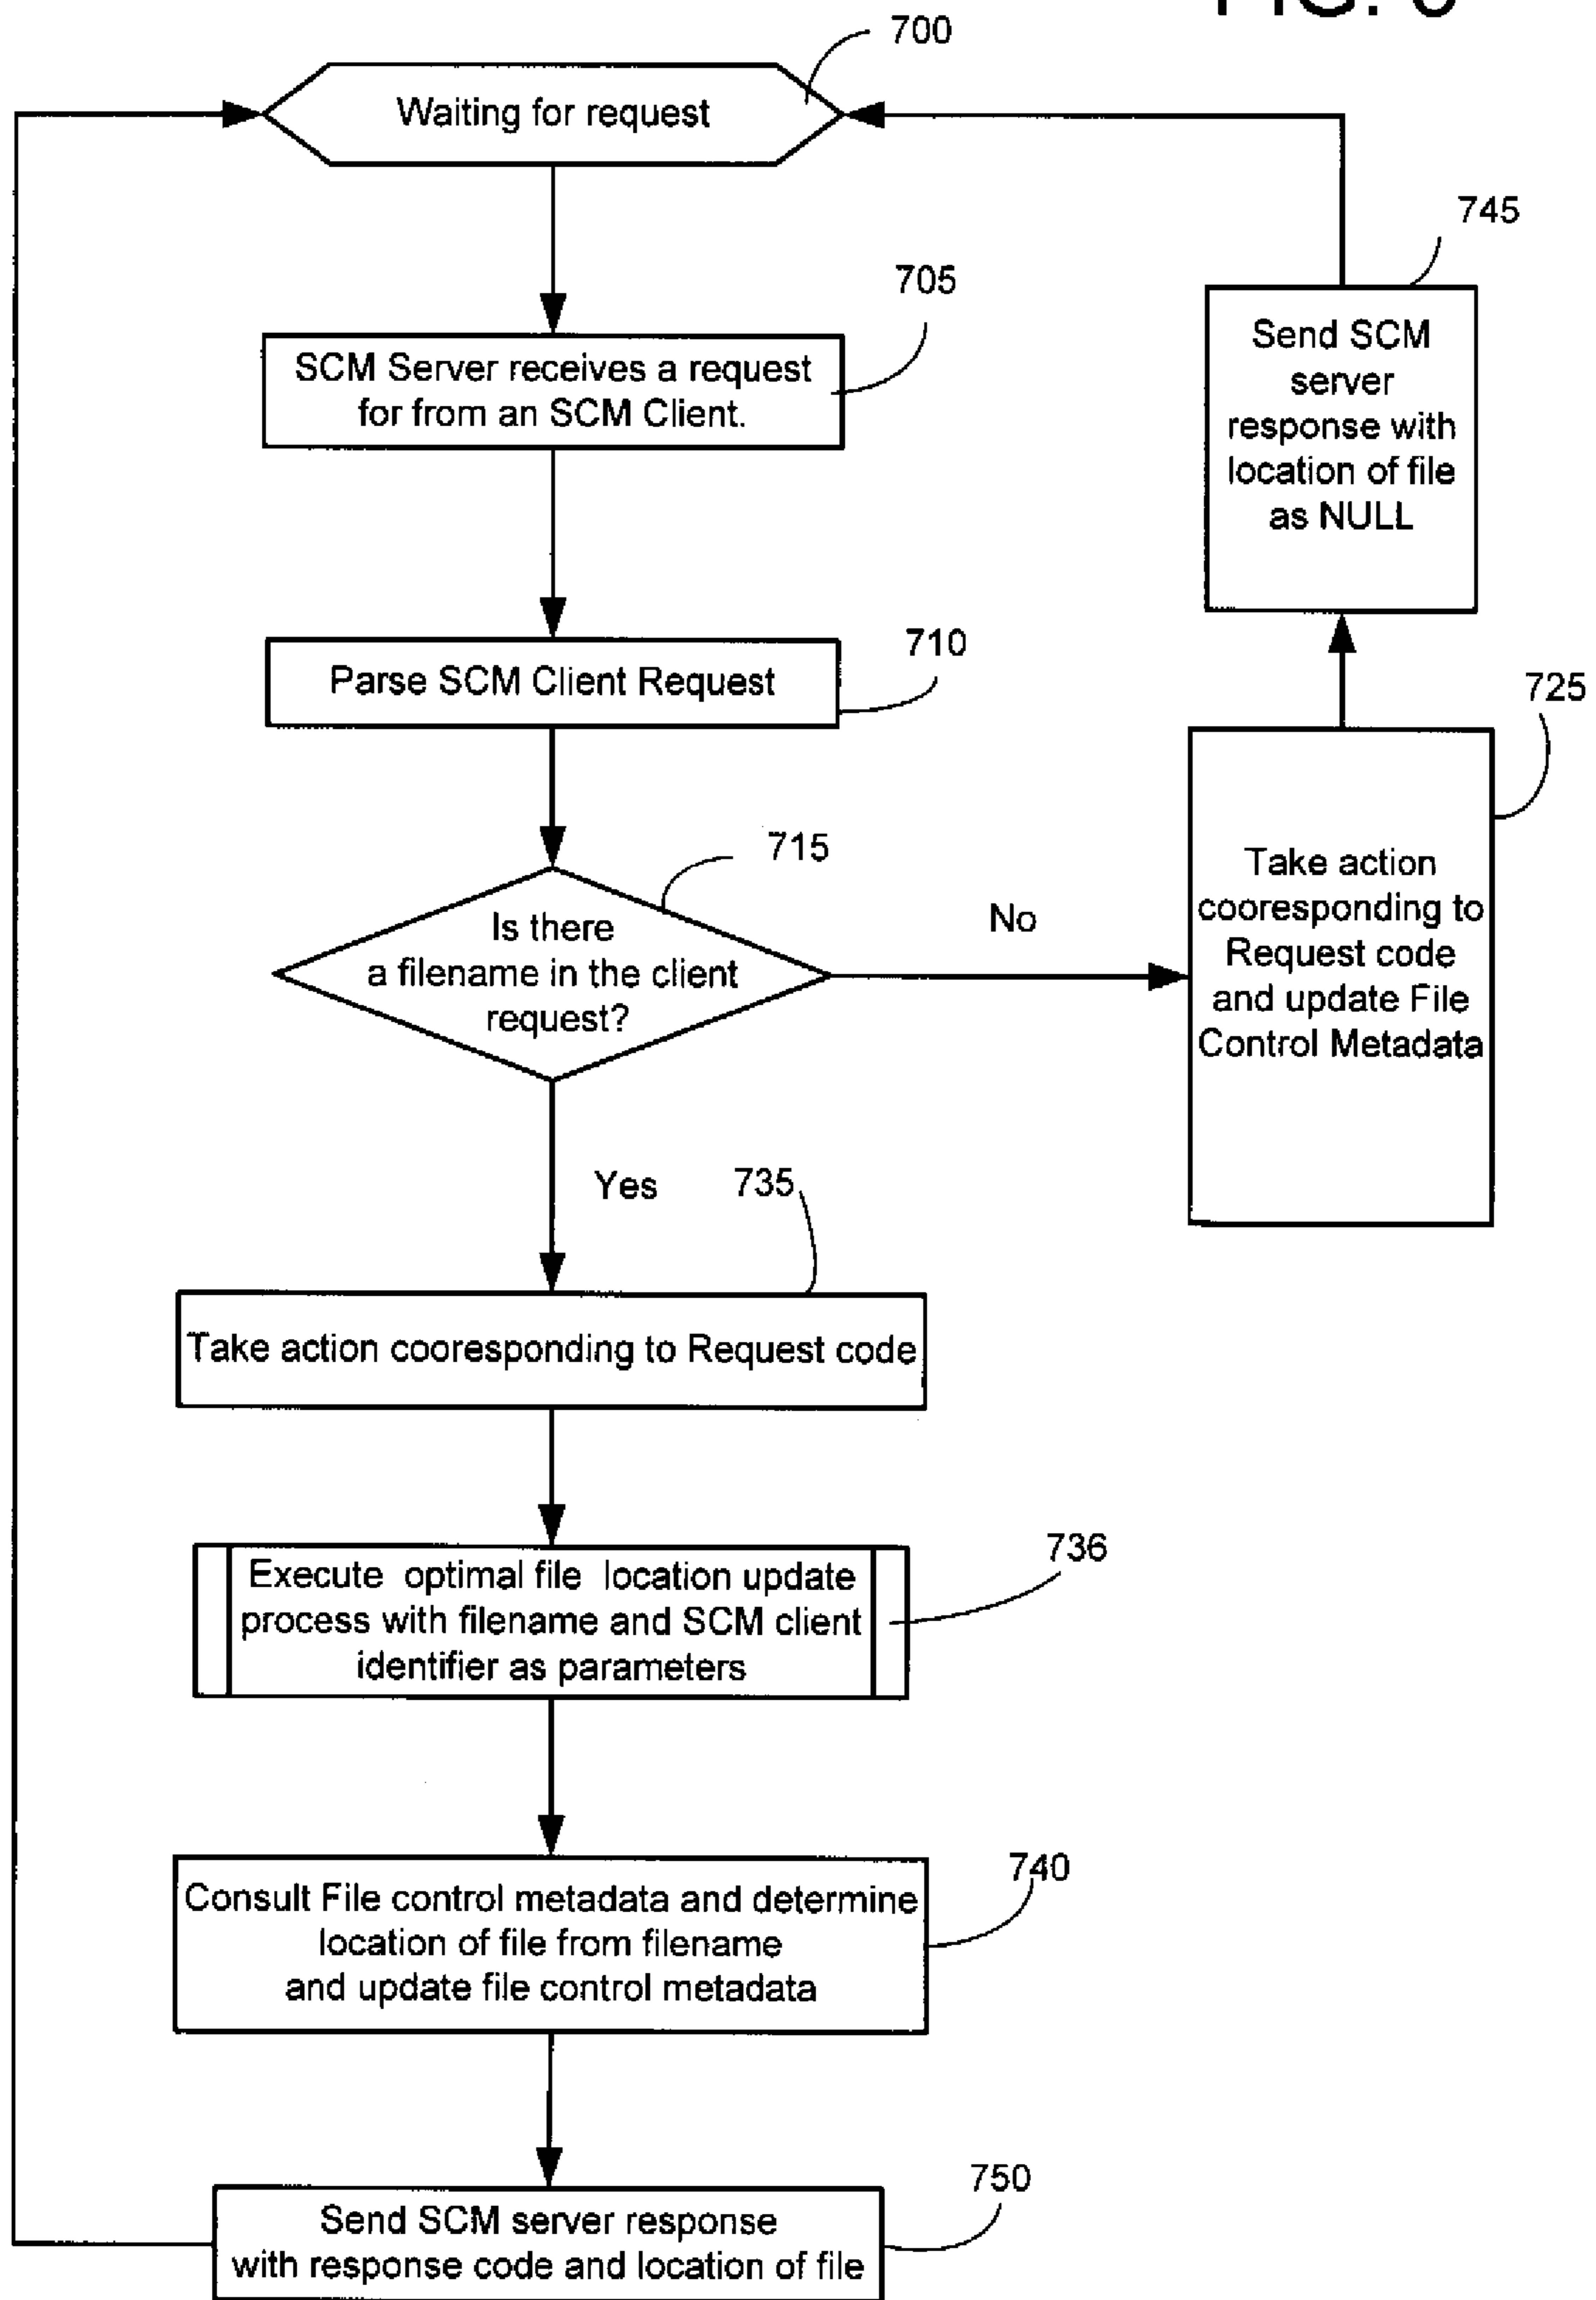 700
Waiting for request
705
SCM Server receives a request
for from an SCM Client.
710
Parse SCM Client Request
715
Is there
a filename in the client
request?
No
Yes
725
Take action
cooresponding to
Request code
and update File
Control Metadata
745
Send SCM
server
response with
location of file
as NULL
735
Take action cooresponding to Request code
736
Execute optimal file location update
process with filename and SCM client
identifier as parameters
740
Consult File control metadata and determine
location of file from filename
and update file control metadata
750
Send SCM server response
with response code and location of file